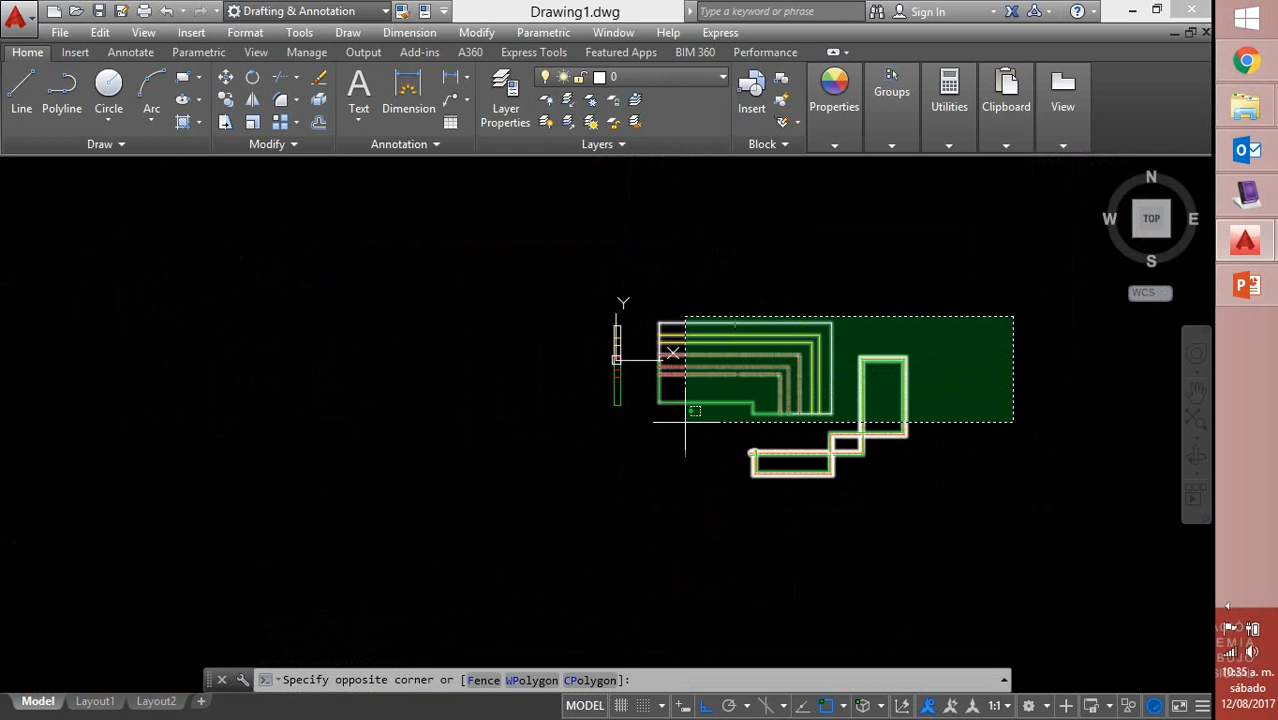 Drafting & Annotation
Drawing1.dwg
Type a keyword or phrase
Sign In
File Edit View Insert Format Tools Draw Dimension Modify Parametric Window Help Express
Home Insert Annotate Parametric View Manage Output Add-ins A360 Express Tools Featured Apps BIM 360 Performance
0
Line Polyline Circle Arc
Text Dimension
Layer
Properties
Insert
Properties Groups Utilities Clipboard View
Draw Modify Annotation Layers Block
N
W TOP E
S
WCS
Y
X
Specify opposite corner or [Fence WPolygon CPolygon]:
Model Layout1 Layout2 +
MODEL
1:1
10:35 a. m.
sábado
12/08/2017